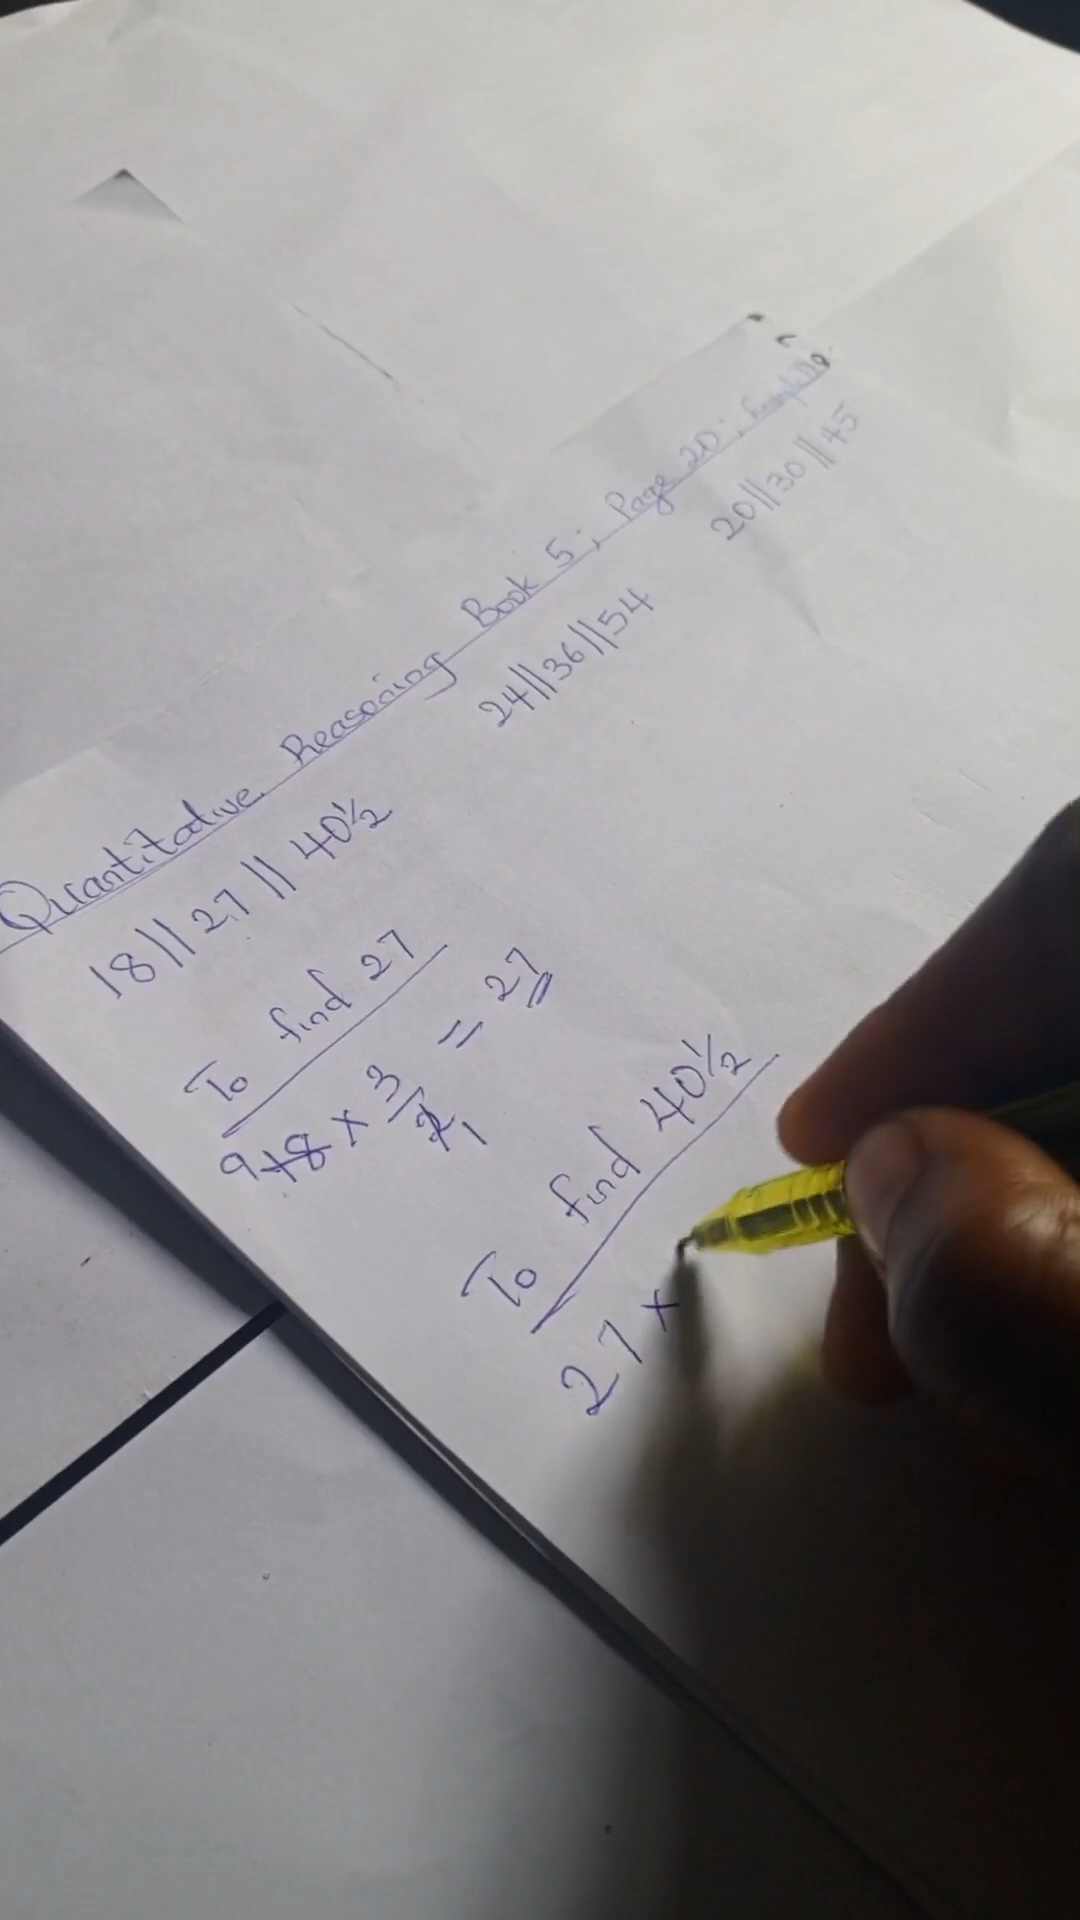 Quantitative Reasoning Book 5; Page 20;
18||27||40½ 24||36||54 20||30||45
To find 27
9 18 × 3/2 1 = 27
To find 40½
27 ×